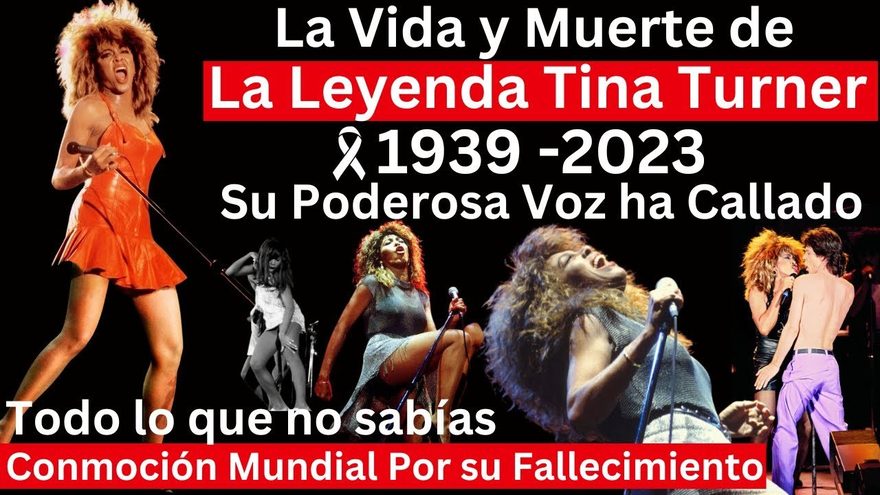 La Vida y Muerte de
La Leyenda Tina Turner
1939 -2023
Su Poderosa Voz ha Callado
Todo lo que no sabías
Conmoción Mundial Por su Fallecimiento